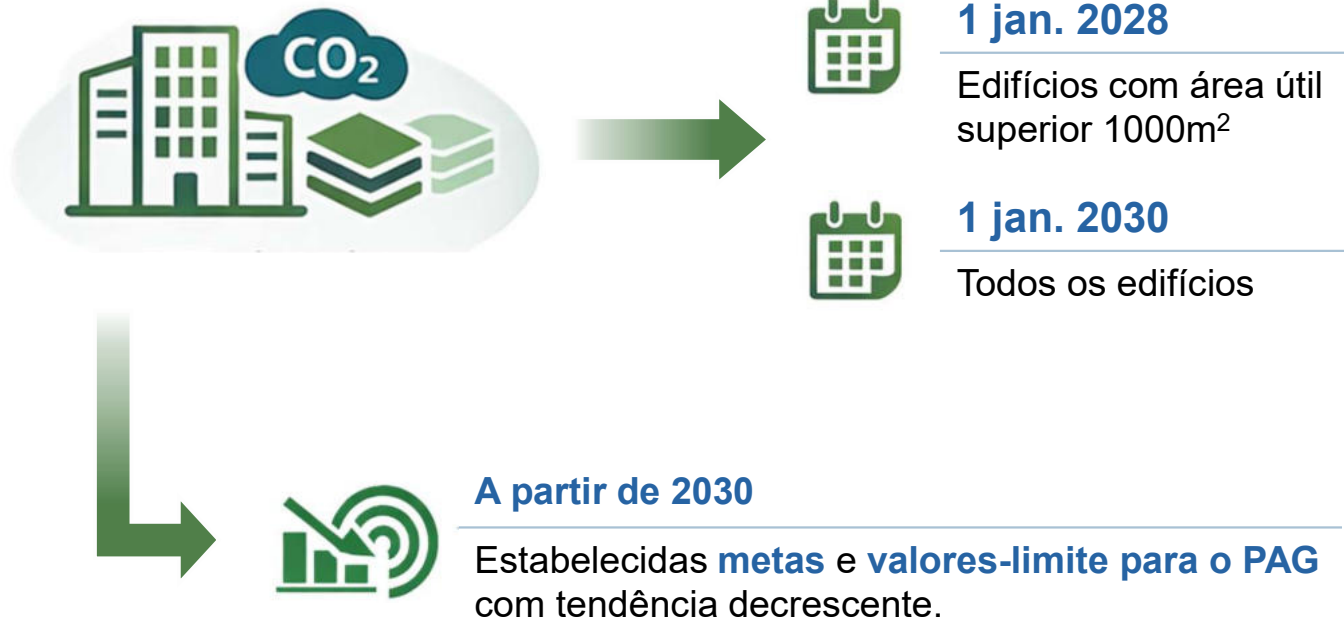 CO₂
1 jan. 2028
Edifícios com área útil
superior 1000m²
1 jan. 2030
Todos os edifícios
A partir de 2030
Estabelecidas metas e valores-limite para o PAG
com tendência decrescente.